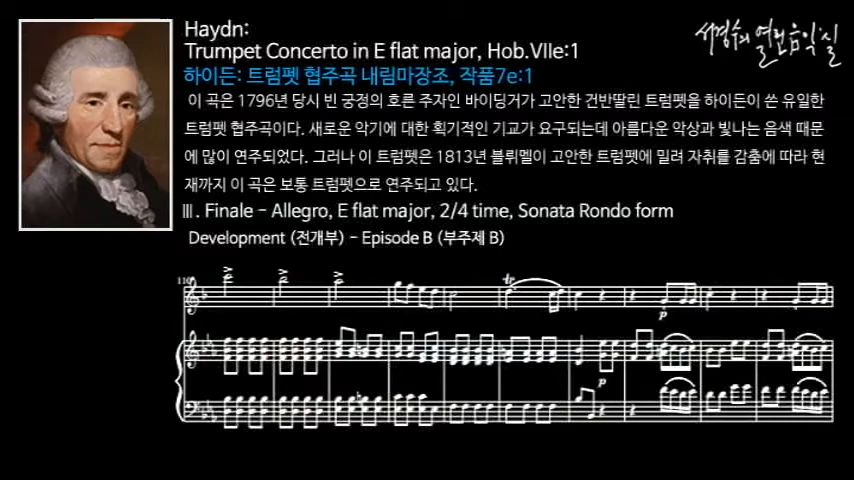 Haydn:
Trumpet Concerto in E flat major, Hob.VIIe:1
서경수의 열린음악실
하이든: 트럼펫 협주곡 내림마장조, 작품7e:1
이 곡은 1796년 당시 빈 궁정의 호른 주자인 바이딩거가 고안한 건반딸린 트럼펫을 하이든이 쓴 유일한
트럼펫 협주곡이다. 새로운 악기에 대한 획기적인 기교가 요구되는데 아름다운 악상과 빛나는 음색 때문
에 많이 연주되었다. 그러나 이 트럼펫은 1813년 블뤼멜이 고안한 트럼펫에 밀려 자취를 감춤에 따라 현
재까지 이 곡은 보통 트럼펫으로 연주되고 있다.
Ⅲ. Finale - Allegro, E flat major, 2/4 time, Sonata Rondo form
Development (전개부) - Episode B (부주제 B)
110
tr
p
p